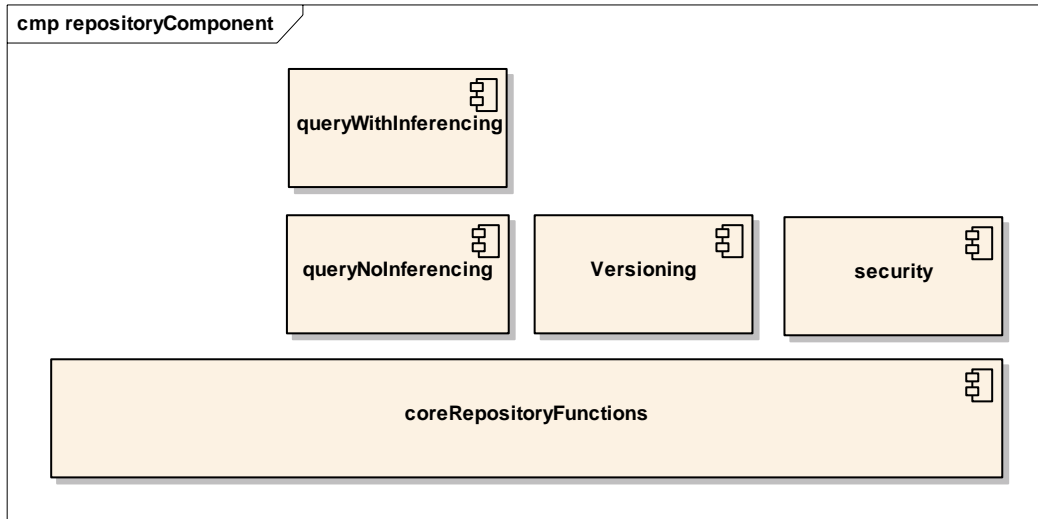 cmp repositoryComponent
queryWithInferencing
queryNoInferencing
Versioning
security
coreRepositoryFunctions